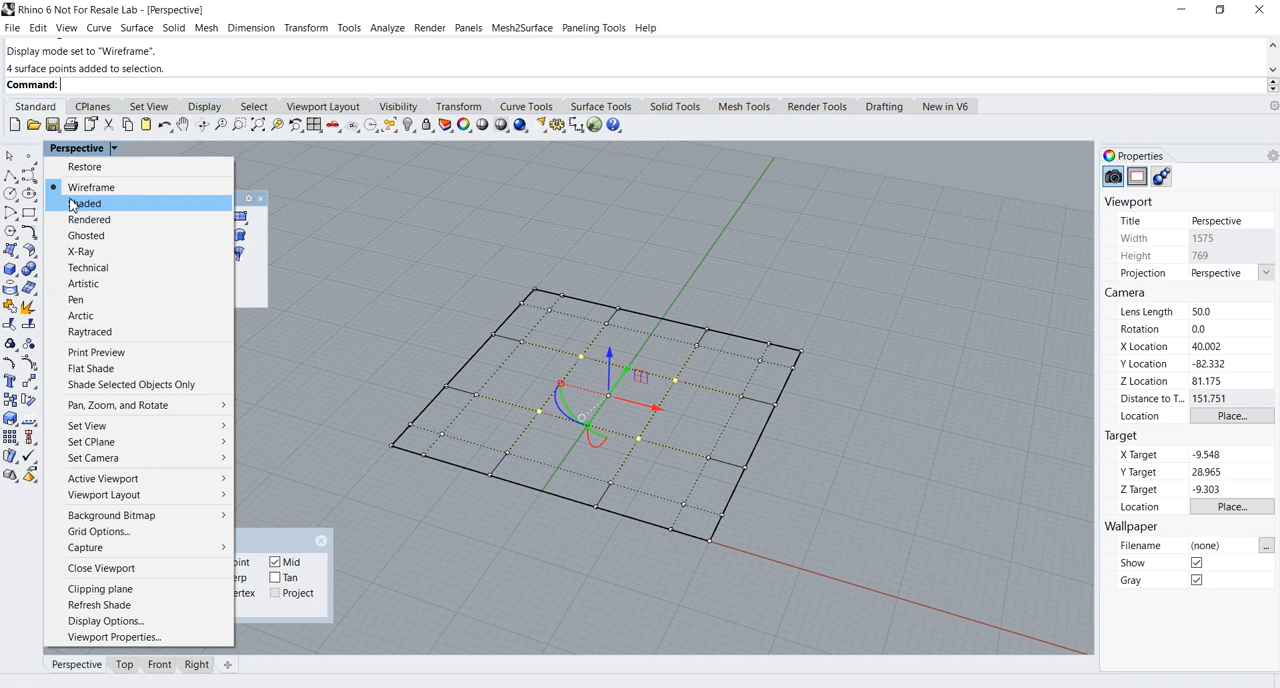 Rhino 6 Not For Resale Lab - [Perspective]
File Edit View Curve Surface Solid Mesh Dimension Transform Tools Analyze Render Panels Mesh2Surface Paneling Tools Help
Display mode set to "Wireframe".
4 surface points added to selection.
Command:
Standard CPlanes Set View Display Select Viewport Layout Visibility Transform Curve Tools Surface Tools Solid Tools Mesh Tools Render Tools Drafting New in V6
Perspective
Restore
Wireframe
Shaded
Rendered
Ghosted
X-Ray
Technical
Artistic
Pen
Arctic
Raytraced
Print Preview
Flat Shade
Shade Selected Objects Only
Pan, Zoom, and Rotate
Set View
Set CPlane
Set Camera
Active Viewport
Viewport Layout
Background Bitmap
Grid Options...
Capture
Close Viewport
Clipping plane
Refresh Shade
Display Options...
Viewport Properties...
Mid
Tan
Project
Perspective Top Front Right
Properties
Viewport
Title Perspective
Width 1575
Height 769
Projection Perspective
Camera
Lens Length 50.0
Rotation 0.0
X Location 40.002
Y Location -82.332
Z Location 81.175
Distance to T... 151.751
Location Place...
Target
X Target -9.548
Y Target 28.965
Z Target -9.303
Location Place...
Wallpaper
Filename (none) ...
Show
Gray